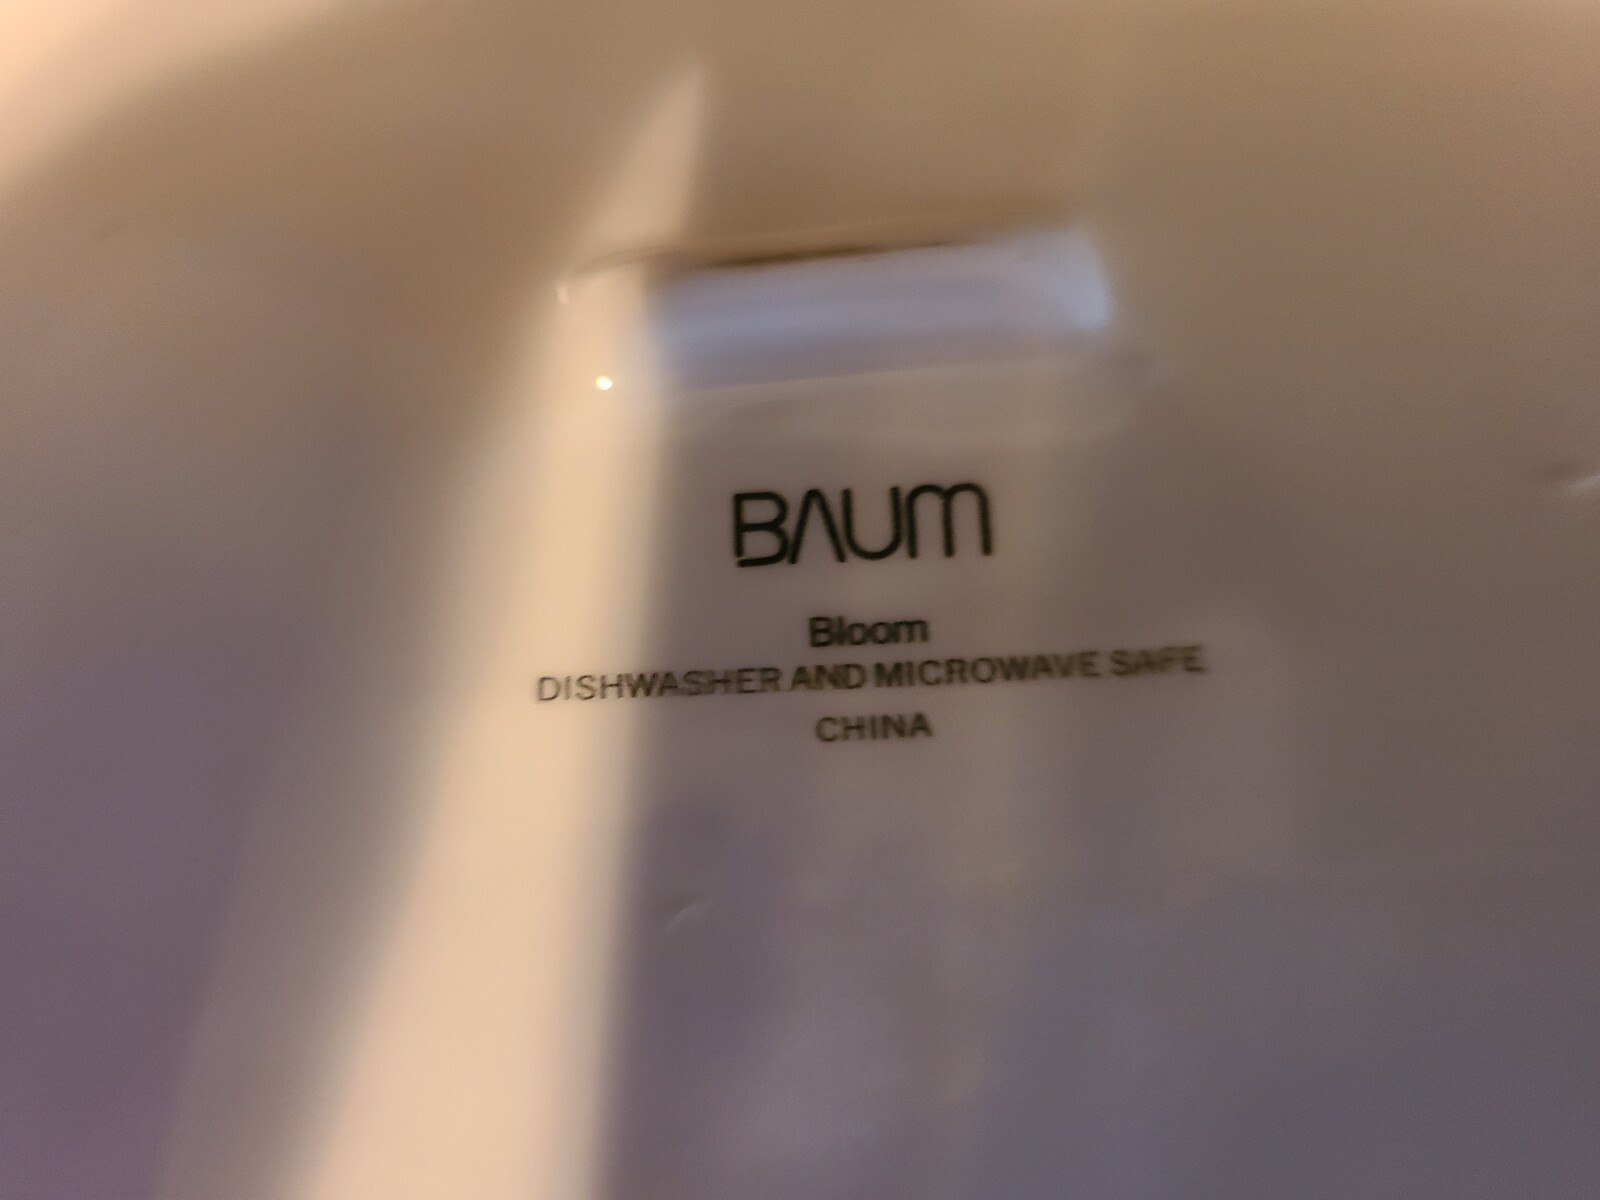 BAUM
Bloom
DISHWASHER AND MICROWAVE SAFE
CHINA